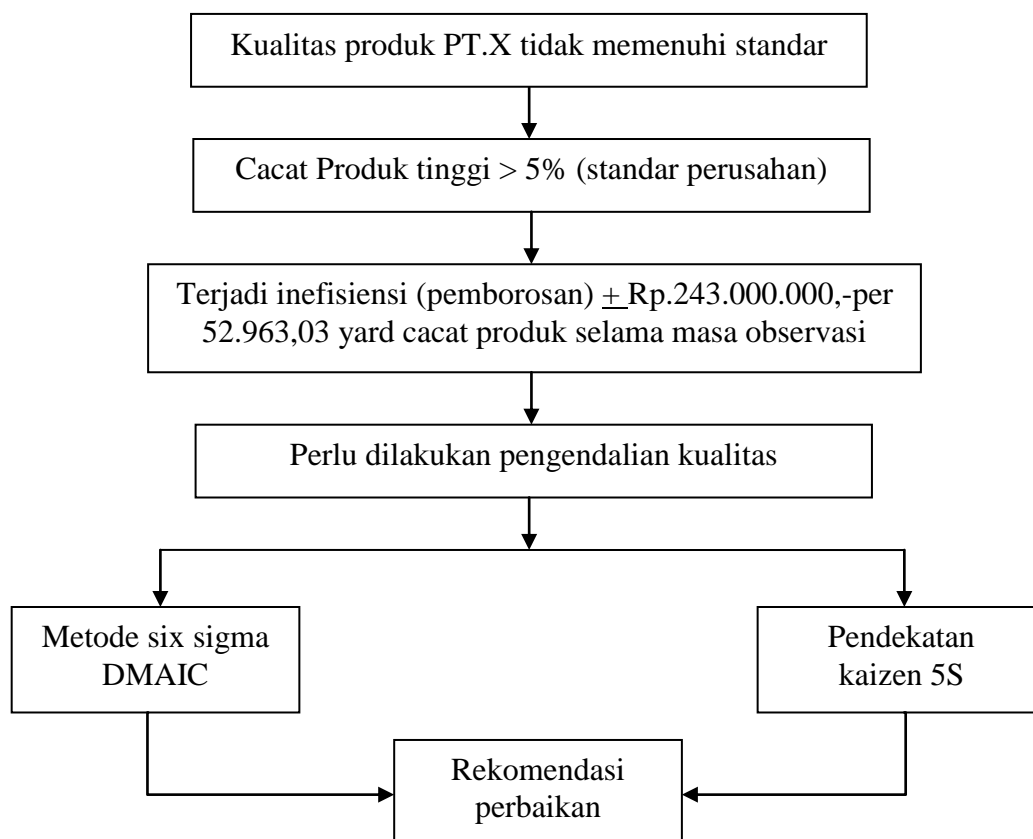 Kualitas produk PT.X tidak memenuhi standar
Cacat Produk tinggi > 5% (standar perusahan)
Terjadi inefisiensi (pemborosan) + Rp.243.000.000,-per
52.963,03 yard cacat produk selama masa observasi
Perlu dilakukan pengendalian kualitas
Metode six sigma
DMAIC
Pendekatan
kaizen 5S
Rekomendasi
perbaikan